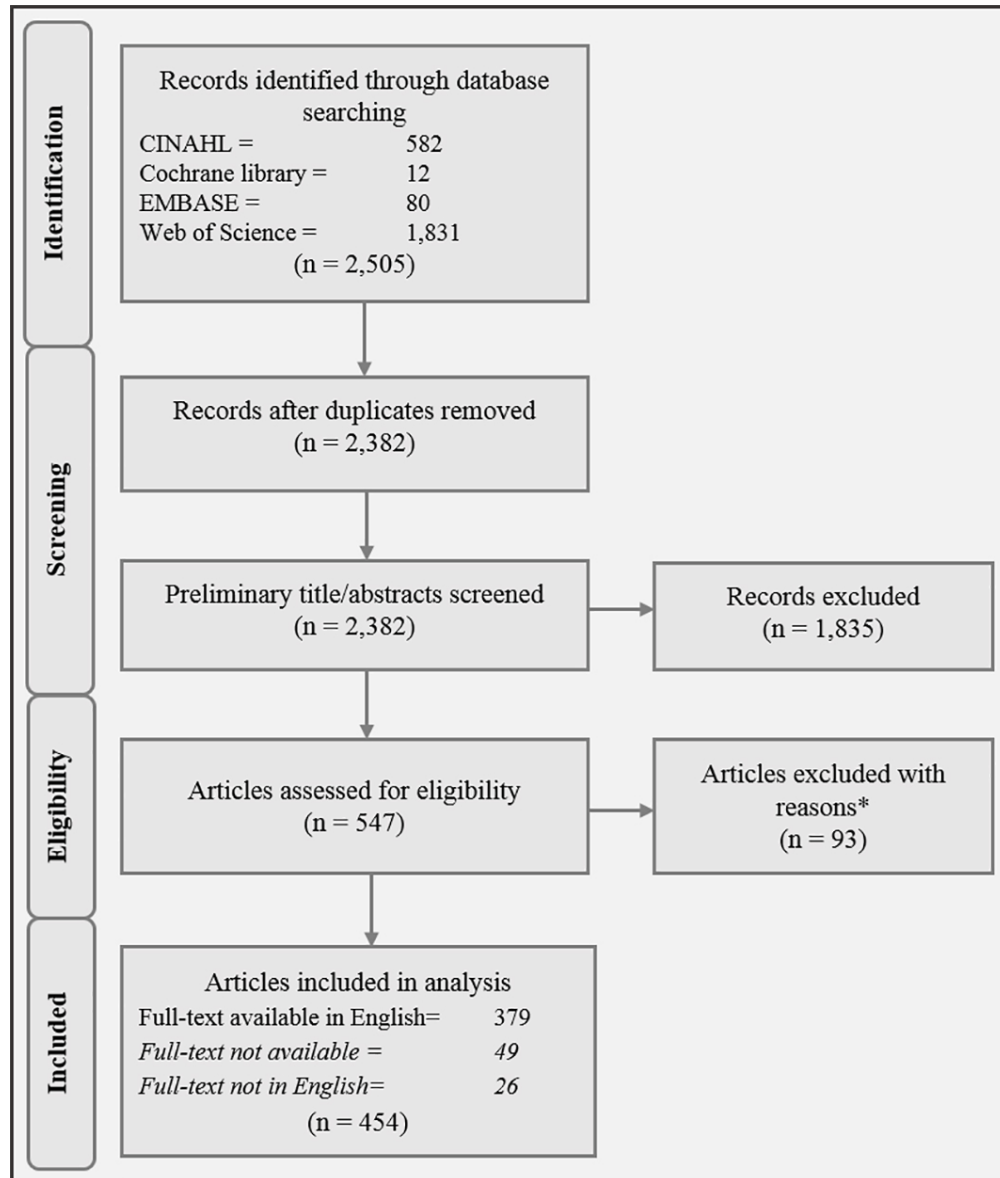 Identification
Records identified through database
searching
CINAHL = 582
Cochrane library = 12
EMBASE = 80
Web of Science = 1,831
(n = 2,505)
Screening
Records after duplicates removed
(n = 2,382)
Preliminary title/abstracts screened
(n = 2,382)
Records excluded
(n = 1,835)
Eligibility
Articles assessed for eligibility
(n = 547)
Articles excluded with
reasons*
(n = 93)
Included
Articles included in analysis
Full-text available in English= 379
Full-text not available = 49
Full-text not in English= 26
(n = 454)